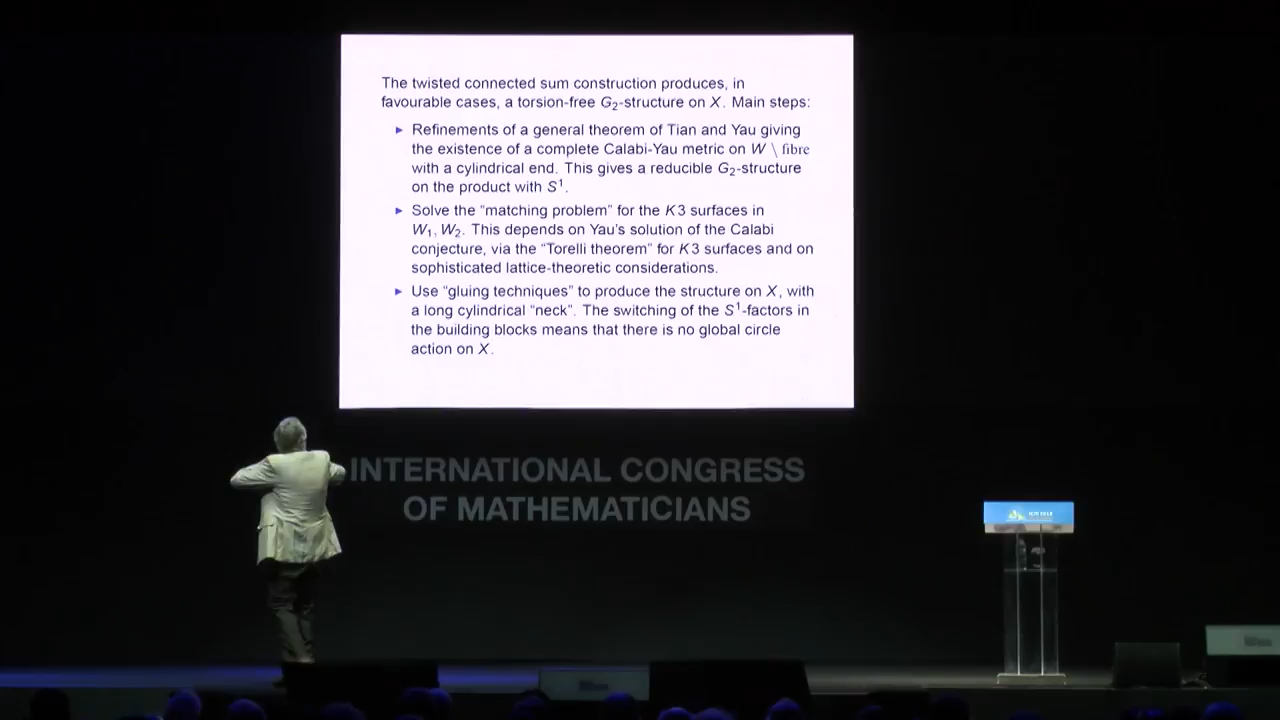 The twisted connected sum construction produces, in
favourable cases, a torsion-free G₂-structure on X. Main steps:
▶ Refinements of a general theorem of Tian and Yau giving
the existence of a complete Calabi-Yau metric on W \ fibre
with a cylindrical end. This gives a reducible G₂-structure
on the product with S¹.
▶ Solve the “matching problem” for the K3 surfaces in
W₁, W₂. This depends on Yau’s solution of the Calabi
conjecture, via the “Torelli theorem” for K3 surfaces and on
sophisticated lattice-theoretic considerations.
▶ Use “gluing techniques” to produce the structure on X, with
a long cylindrical “neck”. The switching of the S¹-factors in
the building blocks means that there is no global circle
action on X.
INTERNATIONAL CONGRESS
OF MATHEMATICIANS
ICM 2018